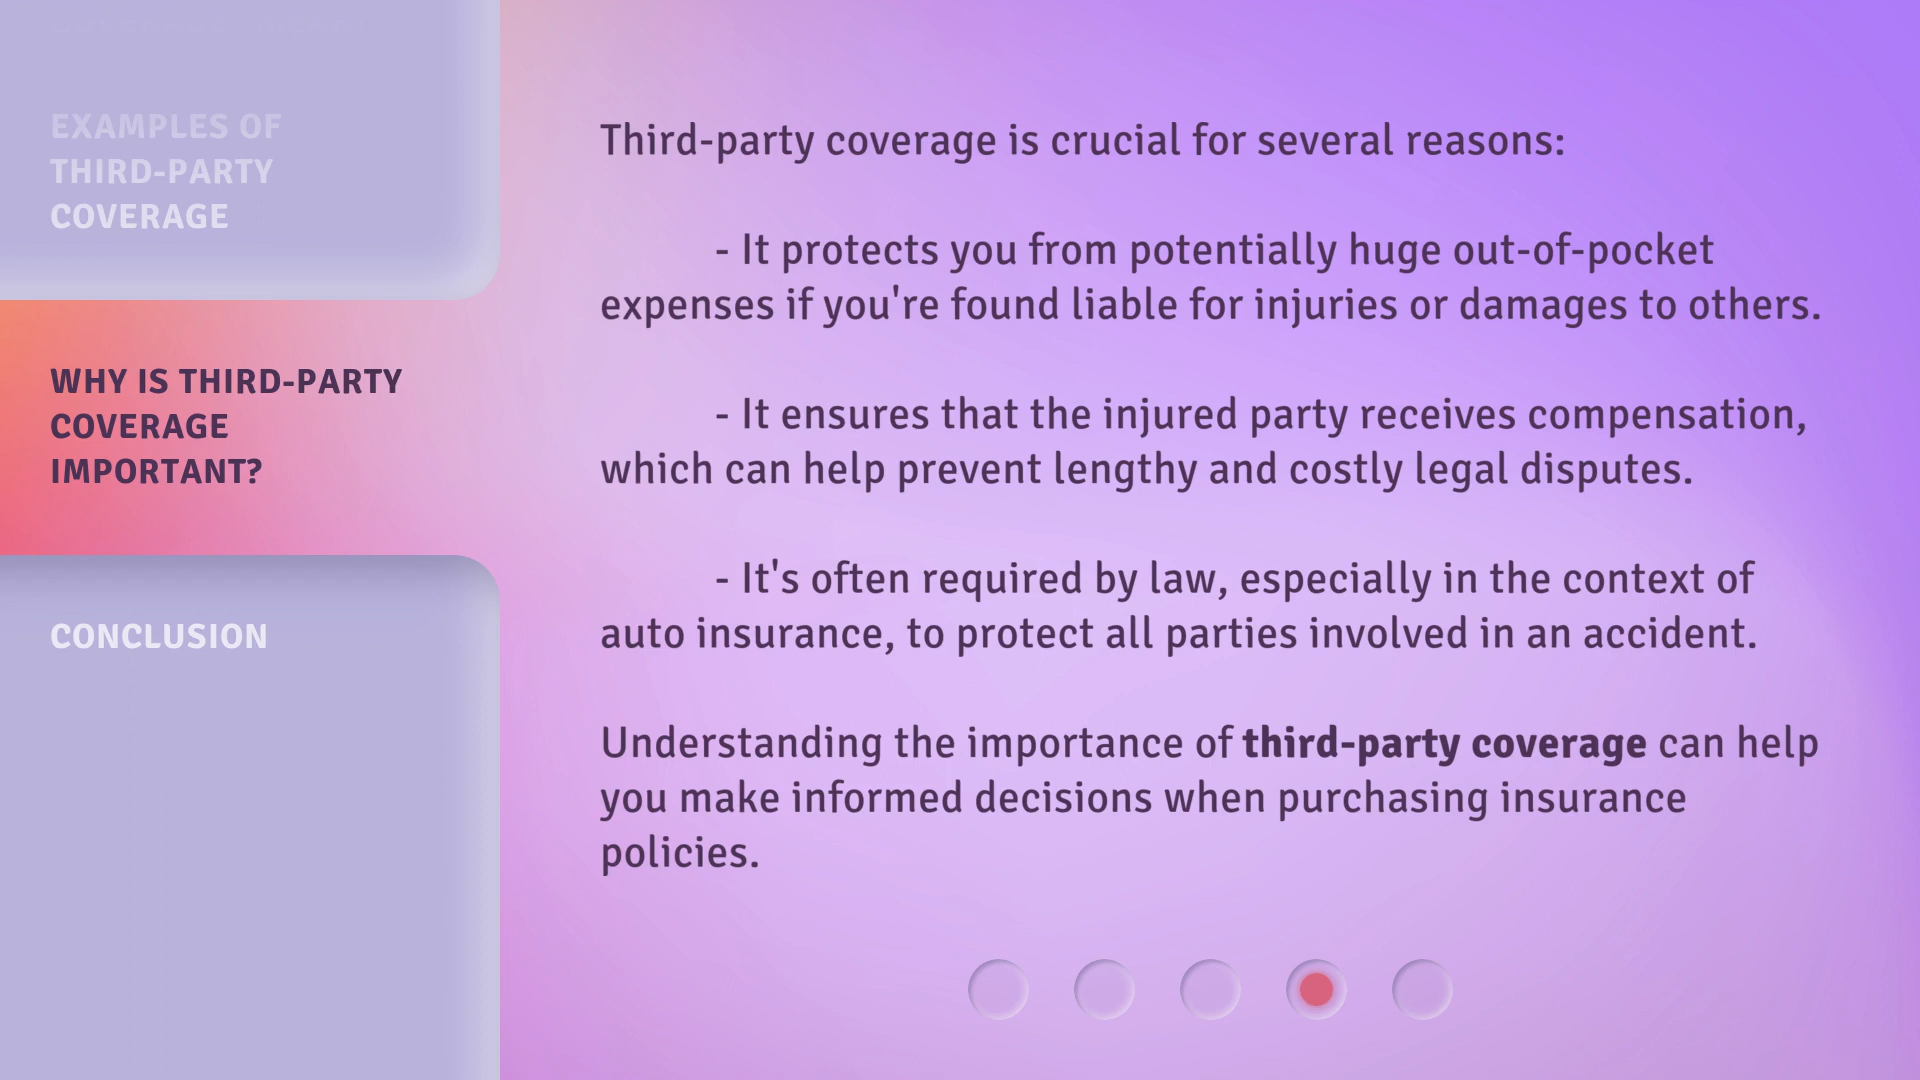 EXAMPLES OF
THIRD-PARTY
COVERAGE
WHY IS THIRD-PARTY
COVERAGE
IMPORTANT?
CONCLUSION
Third-party coverage is crucial for several reasons:
- It protects you from potentially huge out-of-pocket
expenses if you're found liable for injuries or damages to others.
- It ensures that the injured party receives compensation,
which can help prevent lengthy and costly legal disputes.
- It's often required by law, especially in the context of
auto insurance, to protect all parties involved in an accident.
Understanding the importance of third-party coverage can help
you make informed decisions when purchasing insurance
policies.